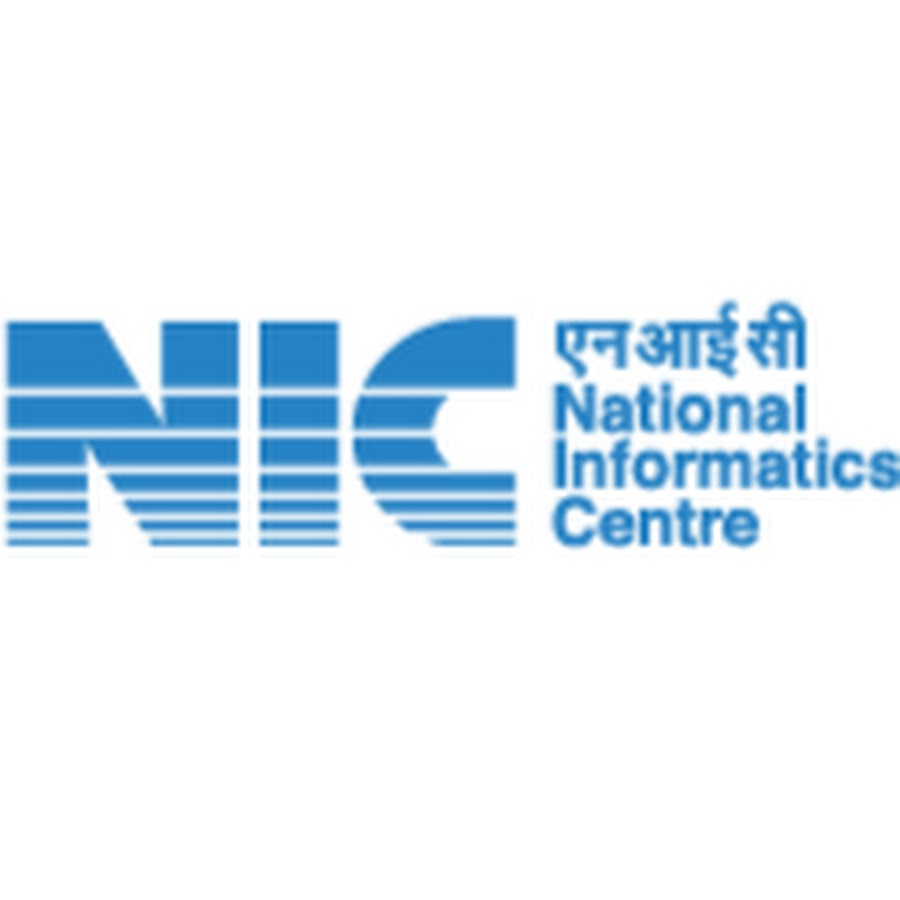 NIC
एनआईसी
National
Informatics
Centre